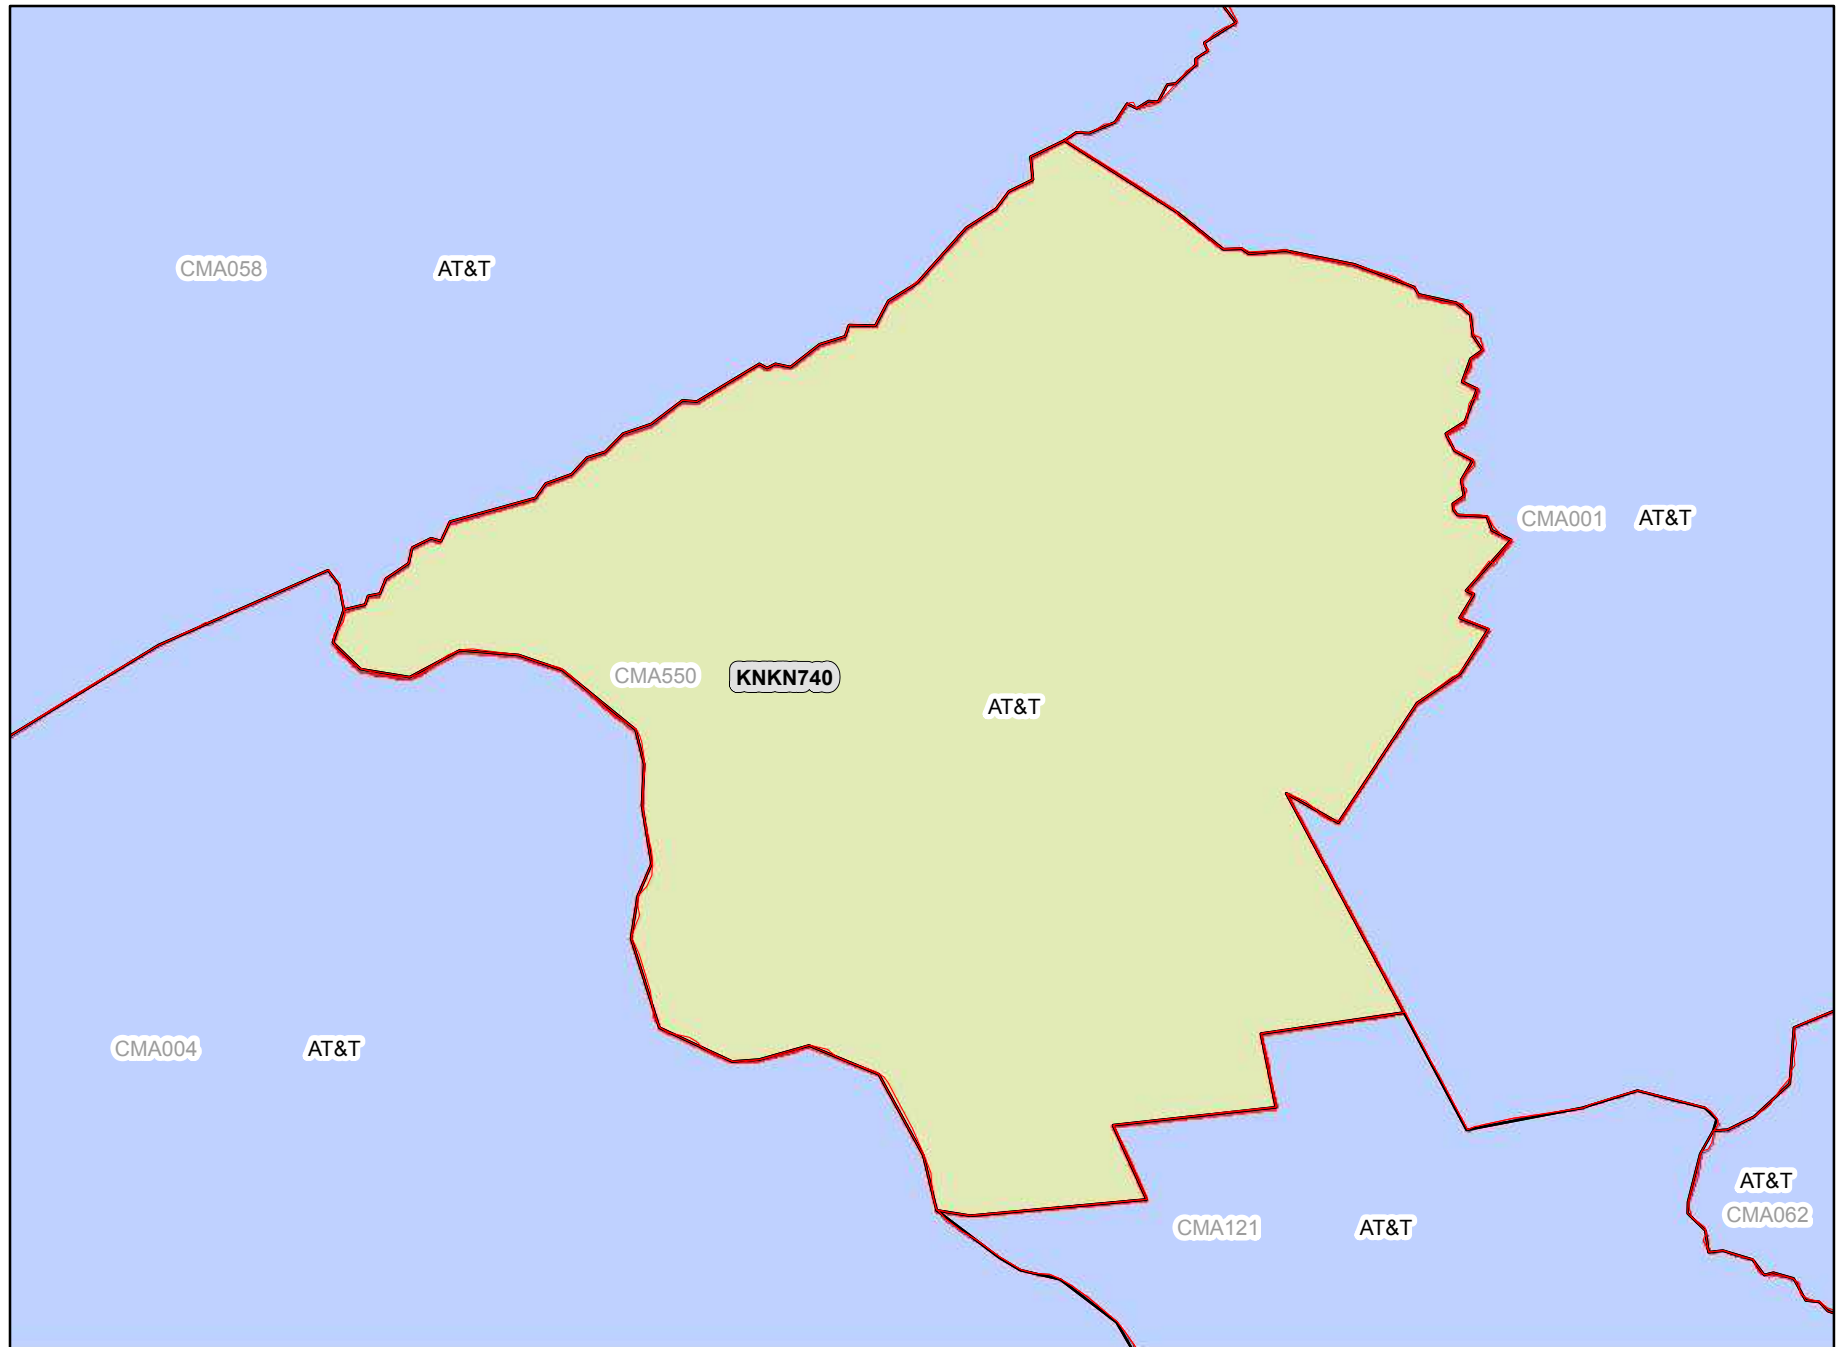 CMA058 AT&T
CMA001 AT&T
CMA550 KNKN740
AT&T
CMA004 AT&T
AT&T
CMA062
CMA121 AT&T